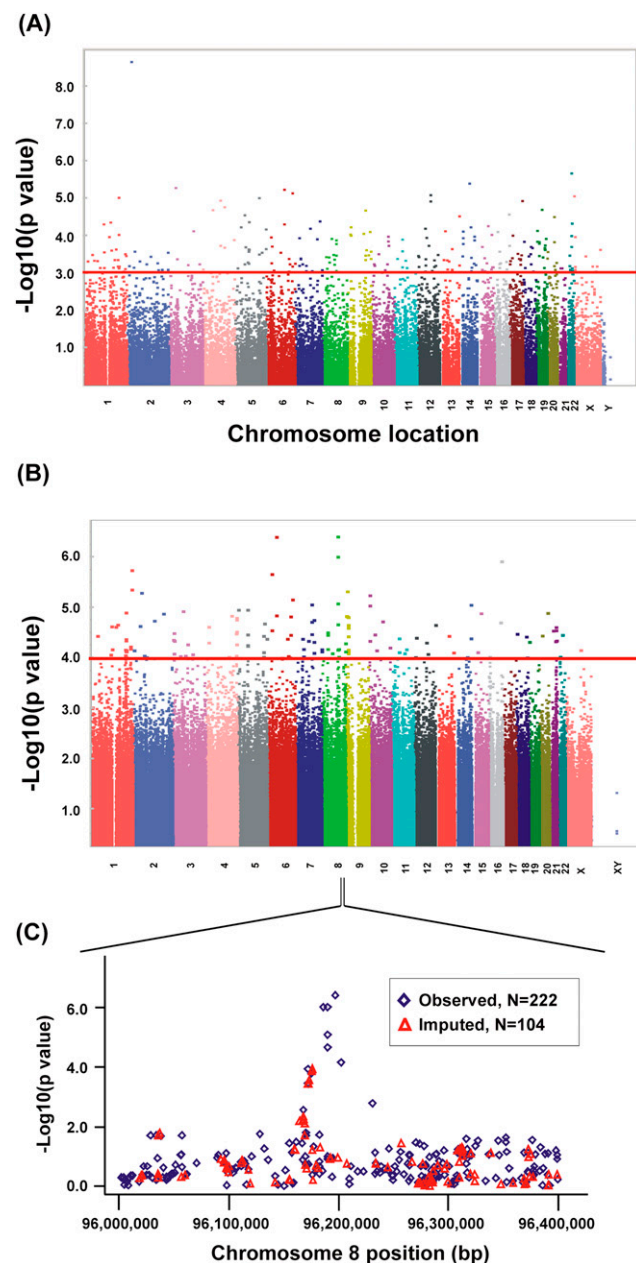 (A)
-Log10(p value)
8.0
7.0
6.0
5.0
4.0
3.0
2.0
1.0
1 2 3 4 5 6 7 8 9 10 11 12 13 14 15 16 17 18 19 20 21 22 X Y
Chromosome location
(B)
-Log10(p value)
6.0
5.0
4.0
3.0
2.0
1.0
1 2 3 4 5 6 7 8 9 10 11 12 13 14 15 16 17 18 19 20 21 22 X XY
(C)
-Log10(p value)
6.0
4.0
2.0
0.0
Observed, N=222
Imputed, N=104
96,000,000 96,100,000 96,200,000 96,300,000 96,400,000
Chromosome 8 position (bp)